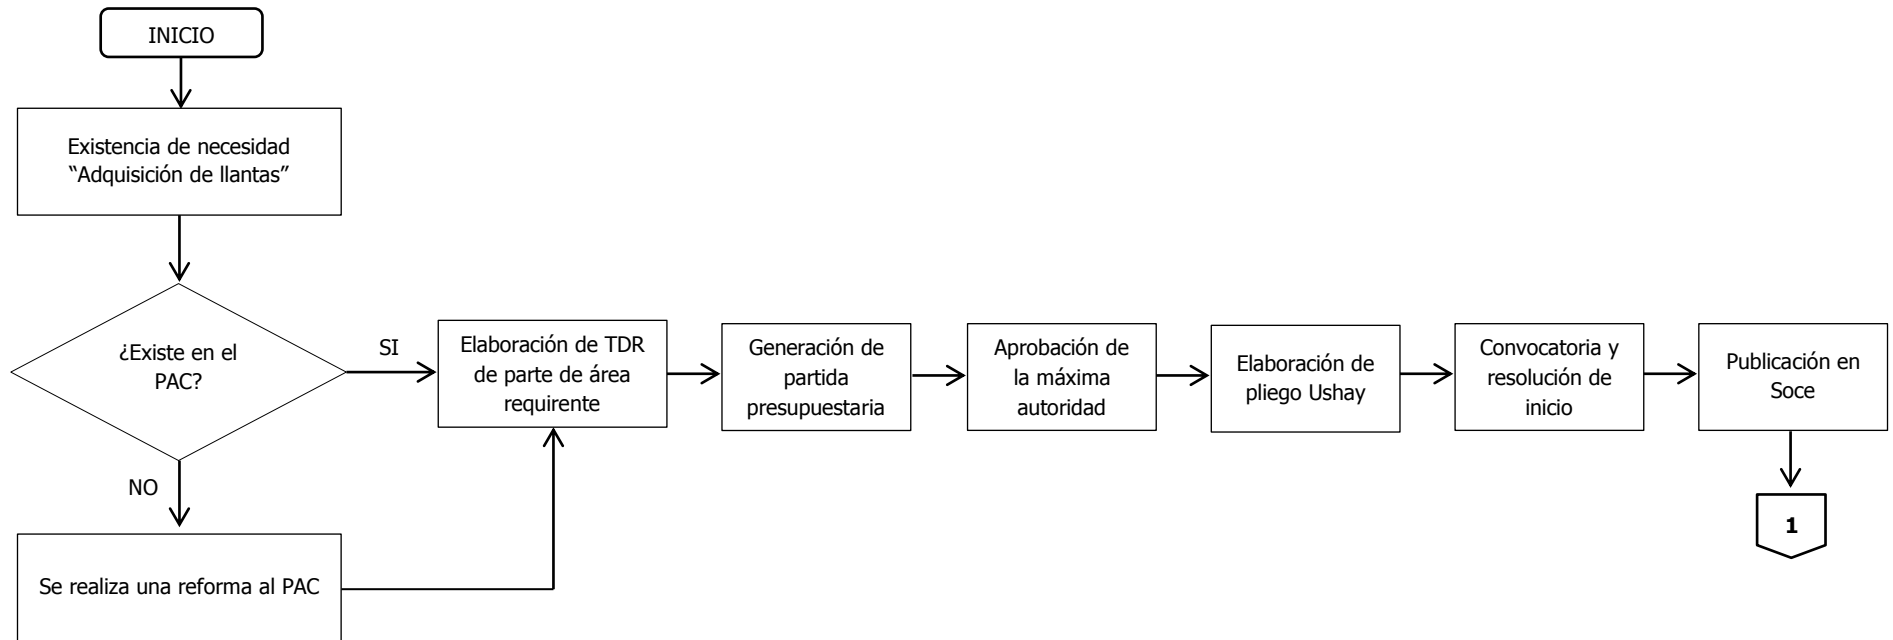 INICIO
Existencia de necesidad
“Adquisición de llantas”
¿Existe en el
PAC?
SI
NO
Se realiza una reforma al PAC
Elaboración de TDR
de parte de área
requirente
Generación de
partida
presupuestaria
Aprobación de
la máxima
autoridad
Elaboración de
pliego Ushay
Convocatoria y
resolución de
inicio
Publicación en
Soce
1